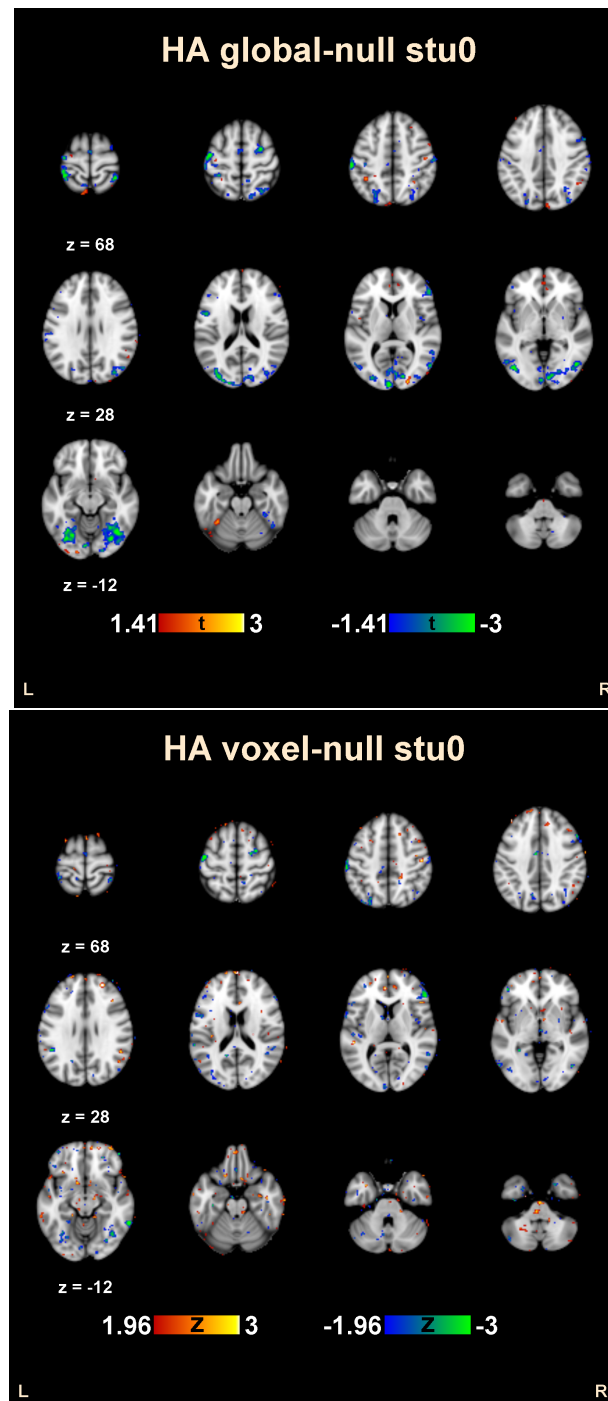 HA global-null stu0
z = 68
z = 28
z = -12
1.41 t 3 -1.41 t -3
L R
HA voxel-null stu0
z = 68
z = 28
z = -12
1.96 Z 3 -1.96 Z -3
L R